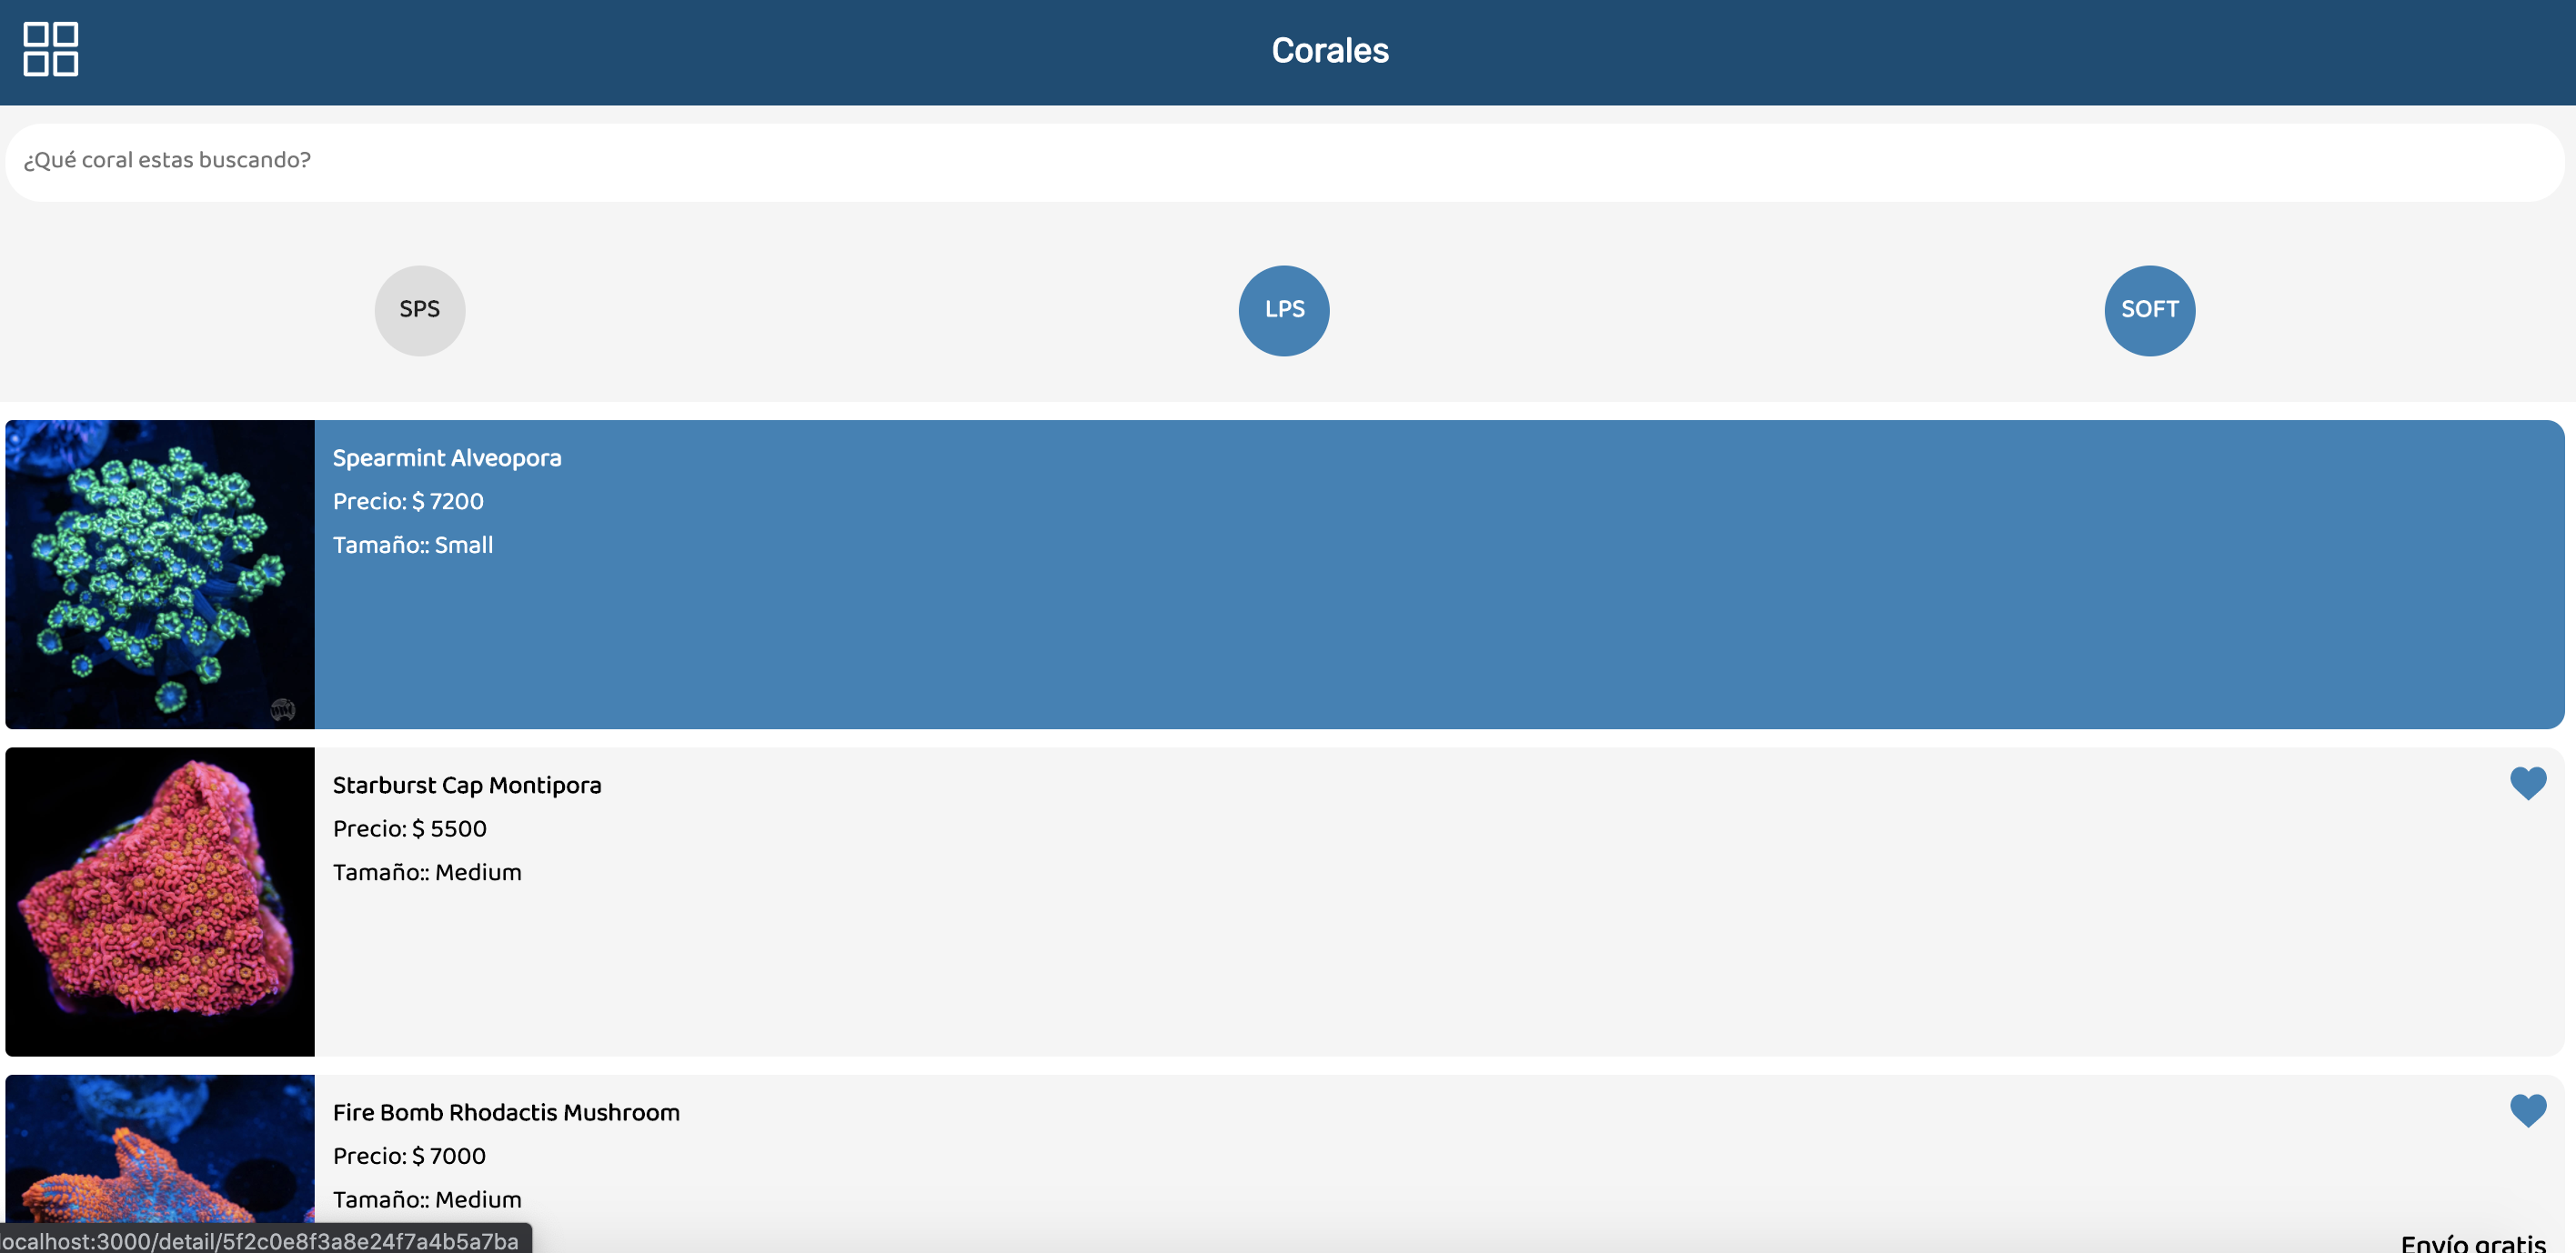 Corales
¿Qué coral estas buscando?
SPS
LPS
SOFT
Spearmint Alveopora
Precio: $ 7200
Tamaño:: Small
Starburst Cap Montipora
Precio: $ 5500
Tamaño:: Medium
Fire Bomb Rhodactis Mushroom
Precio: $ 7000
Tamaño:: Medium
Envío gratis
localhost:3000/detail/5f2c0e8f3a8e24f7a4b5a7ba